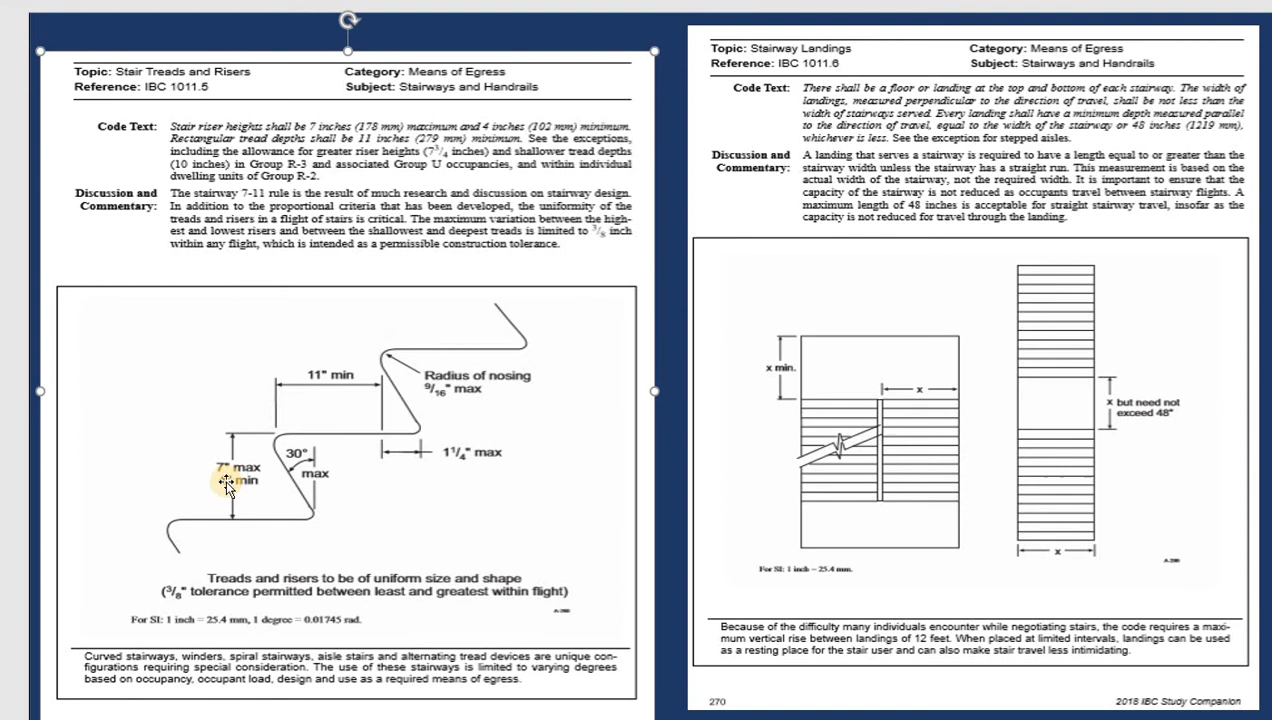 Topic: Stair Treads and Risers
Category: Means of Egress
Reference: IBC 1011.5
Subject: Stairways and Handrails
Code Text: Stair riser heights shall be 7 inches (178 mm) maximum and 4 inches (102 mm) minimum.
Rectangular tread depths shall be 11 inches (279 mm) minimum. See the exceptions,
including the allowance for greater riser heights (7 3/4 inches) and shallower tread depths
(10 inches) in Group R-3 and associated Group U occupancies, and within individual
dwelling units of Group R-2.
Discussion and The stairway 7-11 rule is the result of much research and discussion on stairway design.
Commentary: In addition to the proportional criteria that has been developed, the uniformity of the
treads and risers in a flight of stairs is critical. The maximum variation between the high-
est and lowest risers and between the shallowest and deepest treads is limited to 3/8 inch
within any flight, which is intended as a permissible construction tolerance.
11" min
Radius of nosing
9/16" max
7" max
min
30°
max
1 1/4" max
Treads and risers to be of uniform size and shape
(3/8" tolerance permitted between least and greatest within flight)
For SI: 1 inch = 25.4 mm, 1 degree = 0.01745 rad.
Curved stairways, winders, spiral stairways, aisle stairs and alternating tread devices are unique con-
figurations requiring special consideration. The use of these stairways is limited to varying degrees
based on occupancy, occupant load, design and use as a required means of egress.
Topic: Stairway Landings
Category: Means of Egress
Reference: IBC 1011.6
Subject: Stairways and Handrails
Code Text: There shall be a floor or landing at the top and bottom of each stairway. The width of
landings, measured perpendicular to the direction of travel, shall be not less than the
width of stairways served. Every landing shall have a minimum depth measured parallel
to the direction of travel, equal to the width of the stairway or 48 inches (1219 mm),
whichever is less. See the exception for stepped aisles.
Discussion and A landing that serves a stairway is required to have a length equal to or greater than the
Commentary: stairway width unless the stairway has a straight run. This measurement is based on the
actual width of the stairway, not the required width. It is important to ensure that the
capacity of the stairway is not reduced as occupants travel between stairway flights. A
maximum length of 48 inches is acceptable for straight stairway travel, insofar as the
capacity is not reduced for travel through the landing.
x min.
x
x but need not
exceed 48"
x
For SI: 1 inch = 25.4 mm.
Because of the difficulty many individuals encounter while negotiating stairs, the code requires a maxi-
mum vertical rise between landings of 12 feet. When placed at limited intervals, landings can be used
as a resting place for the stair user and can also make stair travel less intimidating.
270
2018 IBC Study Companion